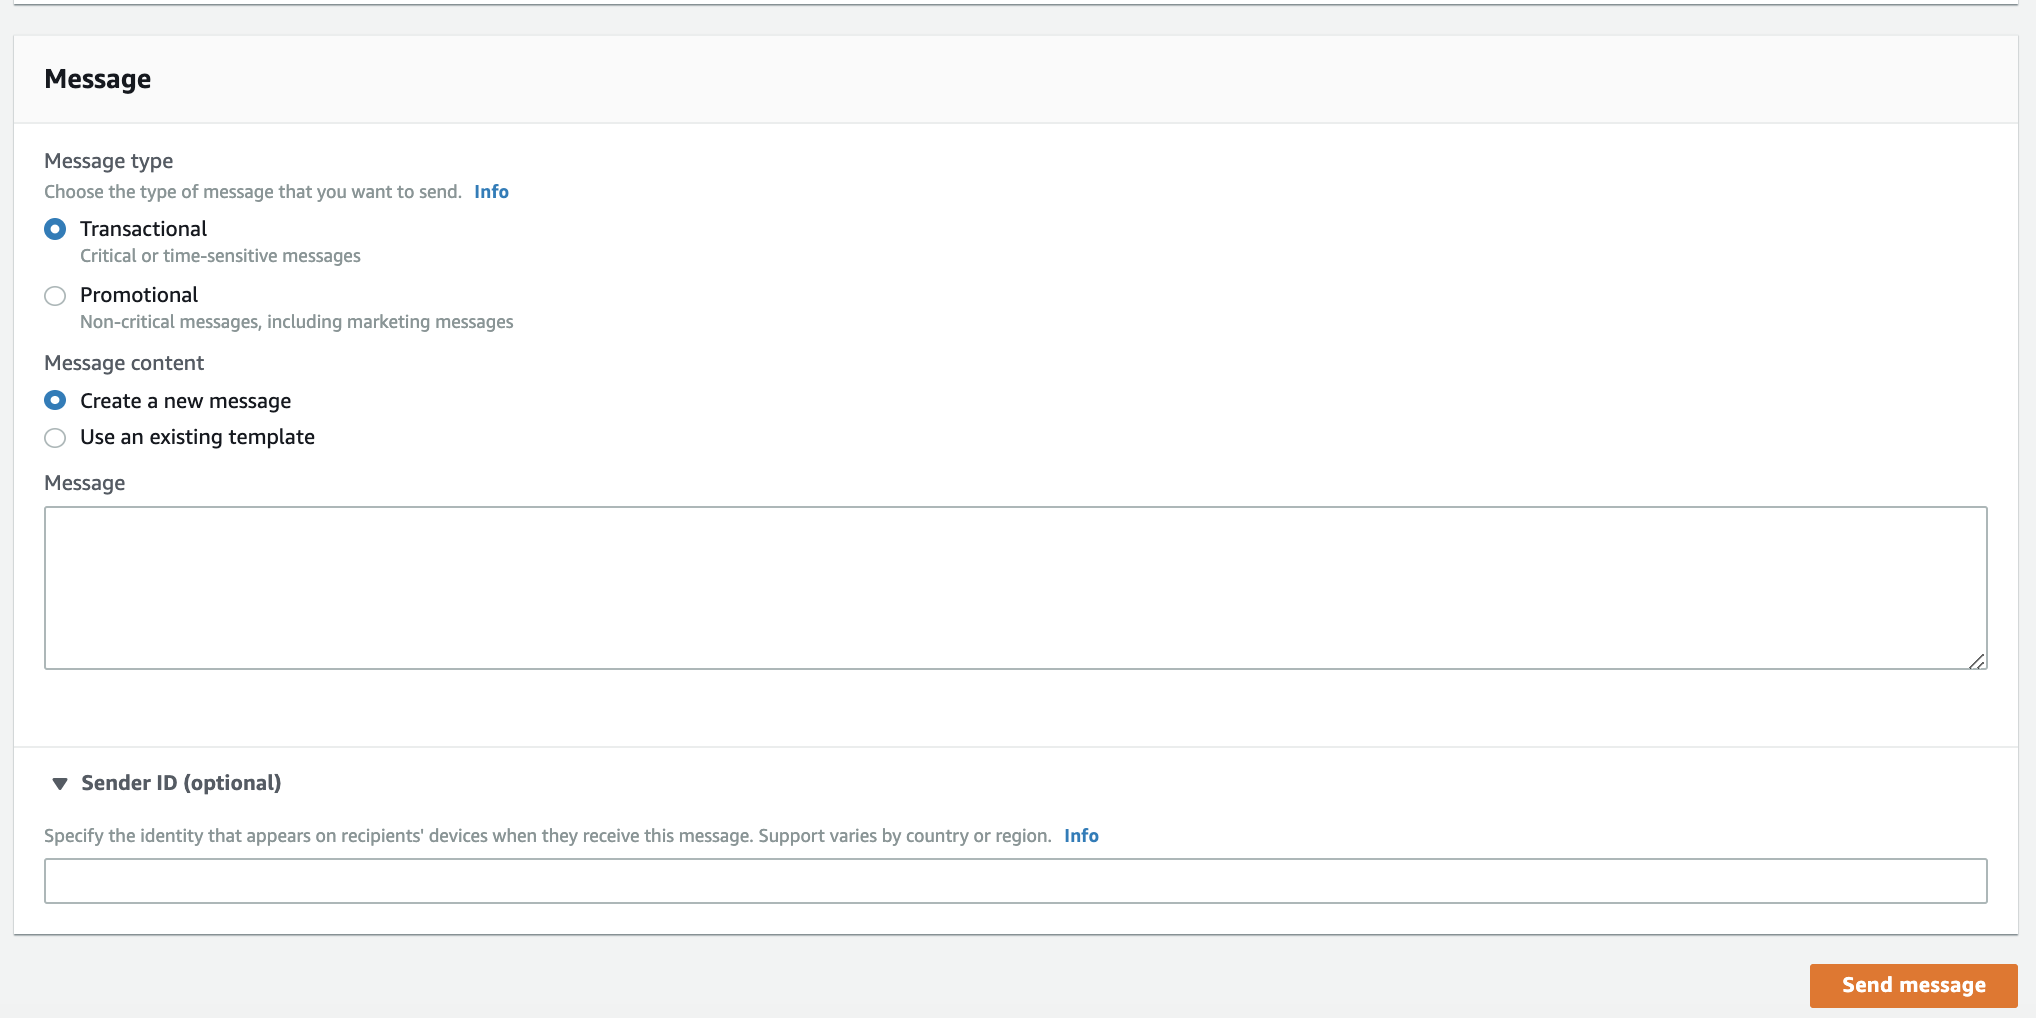 Message
Message type
Choose the type of message that you want to send. Info
Transactional
Critical or time-sensitive messages
Promotional
Non-critical messages, including marketing messages
Message content
Create a new message
Use an existing template
Message
Sender ID (optional)
Specify the identity that appears on recipients' devices when they receive this message. Support varies by country or region. Info
Send message